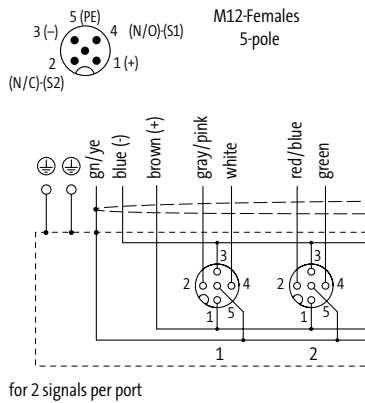 5 (PE)
3 (–)
4 (N/O)-(S1)
2
(N/C)-(S2)
1 (+)
M12-Females
5-pole
gn/ye
blue (-)
brown (+)
gray/pink
white
red/blue
green
3
2
4
1
5
3
2
4
1
5
1
2
for 2 signals per port